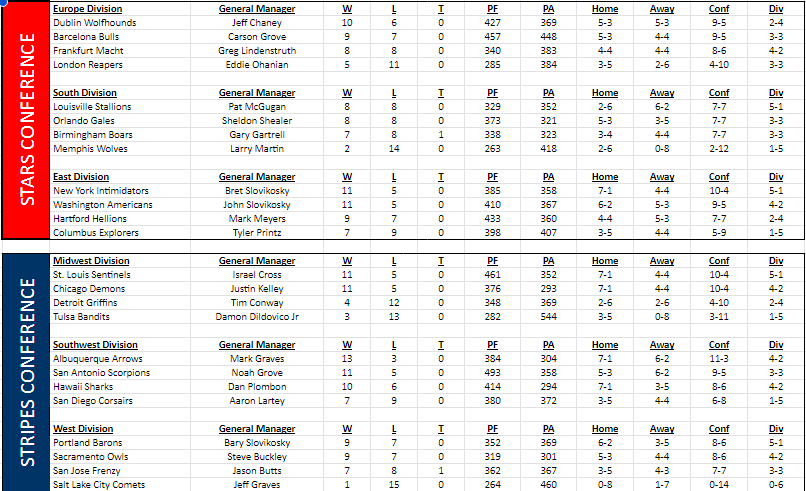 STARS CONFERENCE
Europe Division General Manager W L T PF PA Home Away Conf Div
Dublin Wolfhounds Jeff Chaney 10 6 0 427 369 5-3 5-3 9-5 2-4
Barcelona Bulls Carson Grove 9 7 0 457 448 5-3 4-4 9-5 3-3
Frankfurt Macht Greg Lindenstruth 8 8 0 340 383 4-4 4-4 8-6 4-2
London Reapers Eddie Ohanian 5 11 0 285 384 3-5 2-6 4-10 3-3
South Division General Manager W L T PF PA Home Away Conf Div
Louisville Stallions Pat McGugan 8 8 0 329 352 2-6 6-2 7-7 5-1
Orlando Gales Sheldon Shealer 8 8 0 373 321 5-3 3-5 7-7 3-3
Birmingham Boars Gary Gartrell 7 8 1 338 323 3-4 4-4 7-7 3-3
Memphis Wolves Larry Martin 2 14 0 263 418 2-6 0-8 2-12 1-5
East Division General Manager W L T PF PA Home Away Conf Div
New York Intimidators Bret Slovikosky 11 5 0 385 358 7-1 4-4 10-4 5-1
Washington Americans John Slovikosky 11 5 0 410 367 6-2 5-3 9-5 4-2
Hartford Hellions Mark Meyers 9 7 0 433 360 4-4 5-3 7-7 2-4
Columbus Explorers Tyler Printz 7 9 0 398 407 3-5 4-4 5-9 1-5
STRIPES CONFERENCE
Midwest Division General Manager W L T PF PA Home Away Conf Div
St. Louis Sentinels Israel Cross 11 5 0 461 352 7-1 4-4 10-4 5-1
Chicago Demons Justin Kelley 11 5 0 376 293 7-1 4-4 10-4 4-2
Detroit Griffins Tim Conway 4 12 0 348 369 2-6 2-6 4-10 2-4
Tulsa Bandits Damon Dildovico Jr 3 13 0 282 544 3-5 0-8 3-11 1-5
Southwest Division General Manager W L T PF PA Home Away Conf Div
Albuquerque Arrows Mark Graves 13 3 0 384 304 7-1 6-2 11-3 4-2
San Antonio Scorpions Noah Grove 11 5 0 493 358 5-3 6-2 9-5 3-3
Hawaii Sharks Dan Plombon 10 6 0 414 294 7-1 3-5 8-6 4-2
San Diego Corsairs Aaron Lartey 7 9 0 380 372 3-5 4-4 6-8 1-5
West Division General Manager W L T PF PA Home Away Conf Div
Portland Barons Bary Slovikosky 9 7 0 352 369 6-2 3-5 8-6 5-1
Sacramento Owls Steve Buckley 9 7 0 319 301 5-3 4-4 8-6 4-2
San Jose Frenzy Jason Butts 7 8 1 362 367 3-5 4-3 7-7 3-3
Salt Lake City Comets Jeff Graves 1 15 0 264 460 0-8 1-7 0-14 0-6